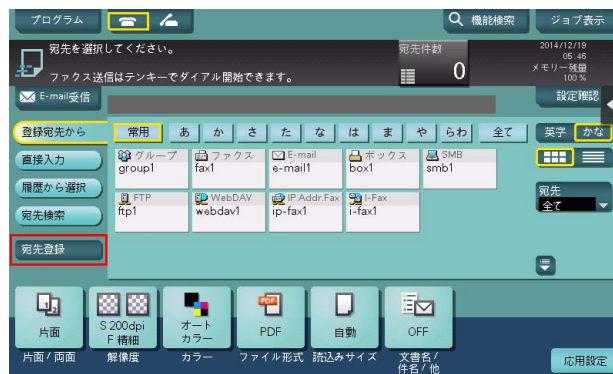 プログラム
機能検索
ジョブ表示
宛先を選択してください。
ファクス送信はテンキーでダイアル開始できます。
宛先件数
0
2014/12/19
05:46
メモリー残量
100%
E-mail受信
設定確認
登録宛先から
常用 あ か さ た な は ま や らわ 全て
英字 かな
直接入力
履歴から選択
宛先検索
宛先登録
グループ
group1
ファクス
fax1
E-mail
e-mail1
ボックス
box1
SMB
smb1
FTP
ftp1
WebDAV
webdav1
IP Addr.Fax
ip-fax1
I-Fax
i-fax1
宛先
全て
片面
S 200dpi
F 精細
オート
カラー
PDF
自動
OFF
片面/両面
解像度
カラー
ファイル形式
読込みサイズ
文書名/
件名/他
応用設定